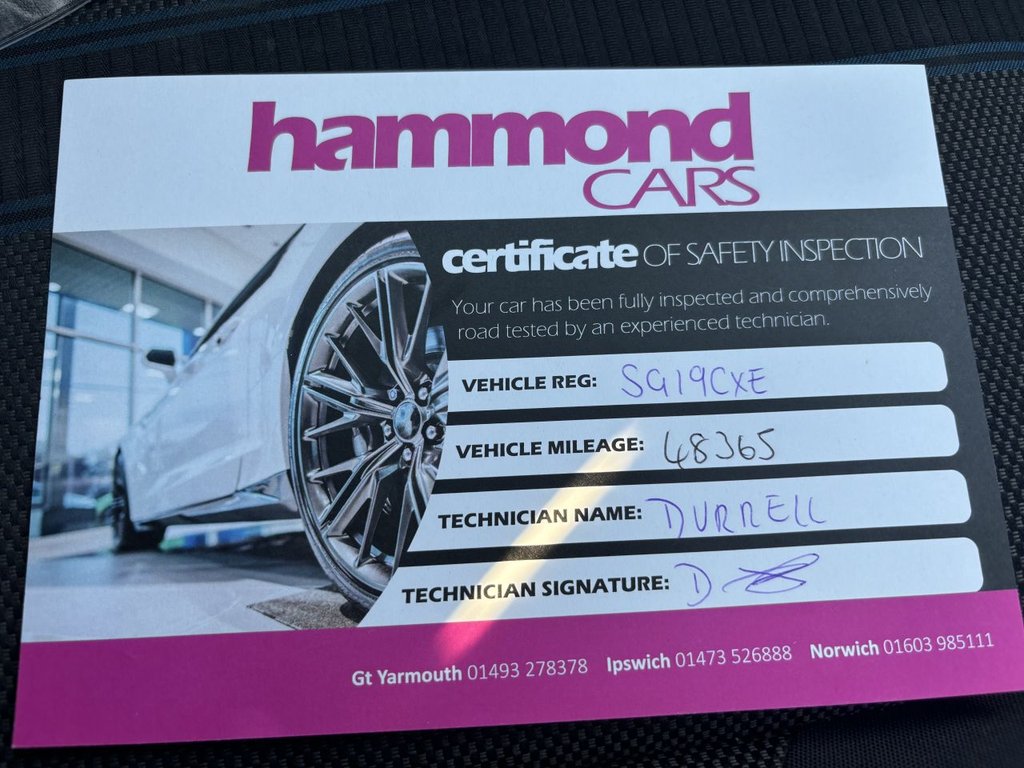 hammond
CARS
certificate OF SAFETY INSPECTION
Your car has been fully inspected and comprehensively
road tested by an experienced technician.
VEHICLE REG: SG19CXE
VEHICLE MILEAGE: 48365
TECHNICIAN NAME: DURRELL
TECHNICIAN SIGNATURE: D
Gt Yarmouth 01493 278378 Ipswich 01473 526888 Norwich 01603 985111